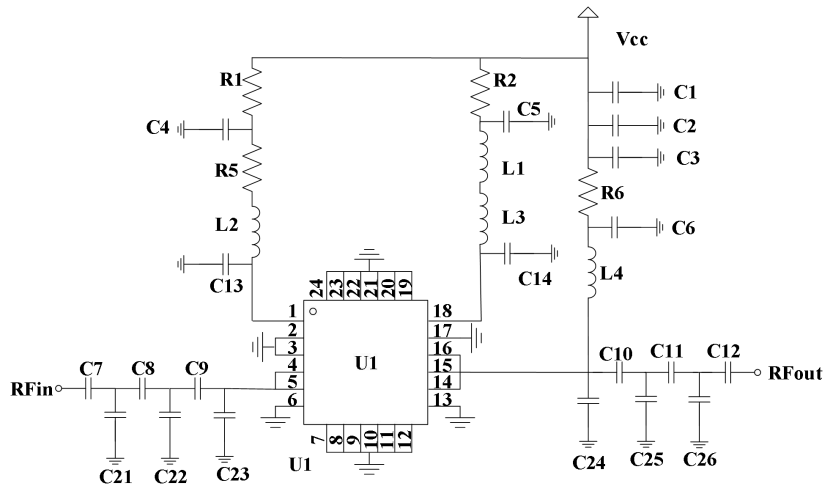 Vcc
R1
R2
C1
C4
C5
C2
C3
R5
L1
R6
L2
L3
C6
C13
C14
L4
24 23 22 21 20 19
1
18
2
17
3
16
U1
4
15
5
14
6
13
7 8 9 10 11 12
U1
C7
C8
C9
RFin
C10
C11
C12
RFout
C21
C22
C23
C24
C25
C26